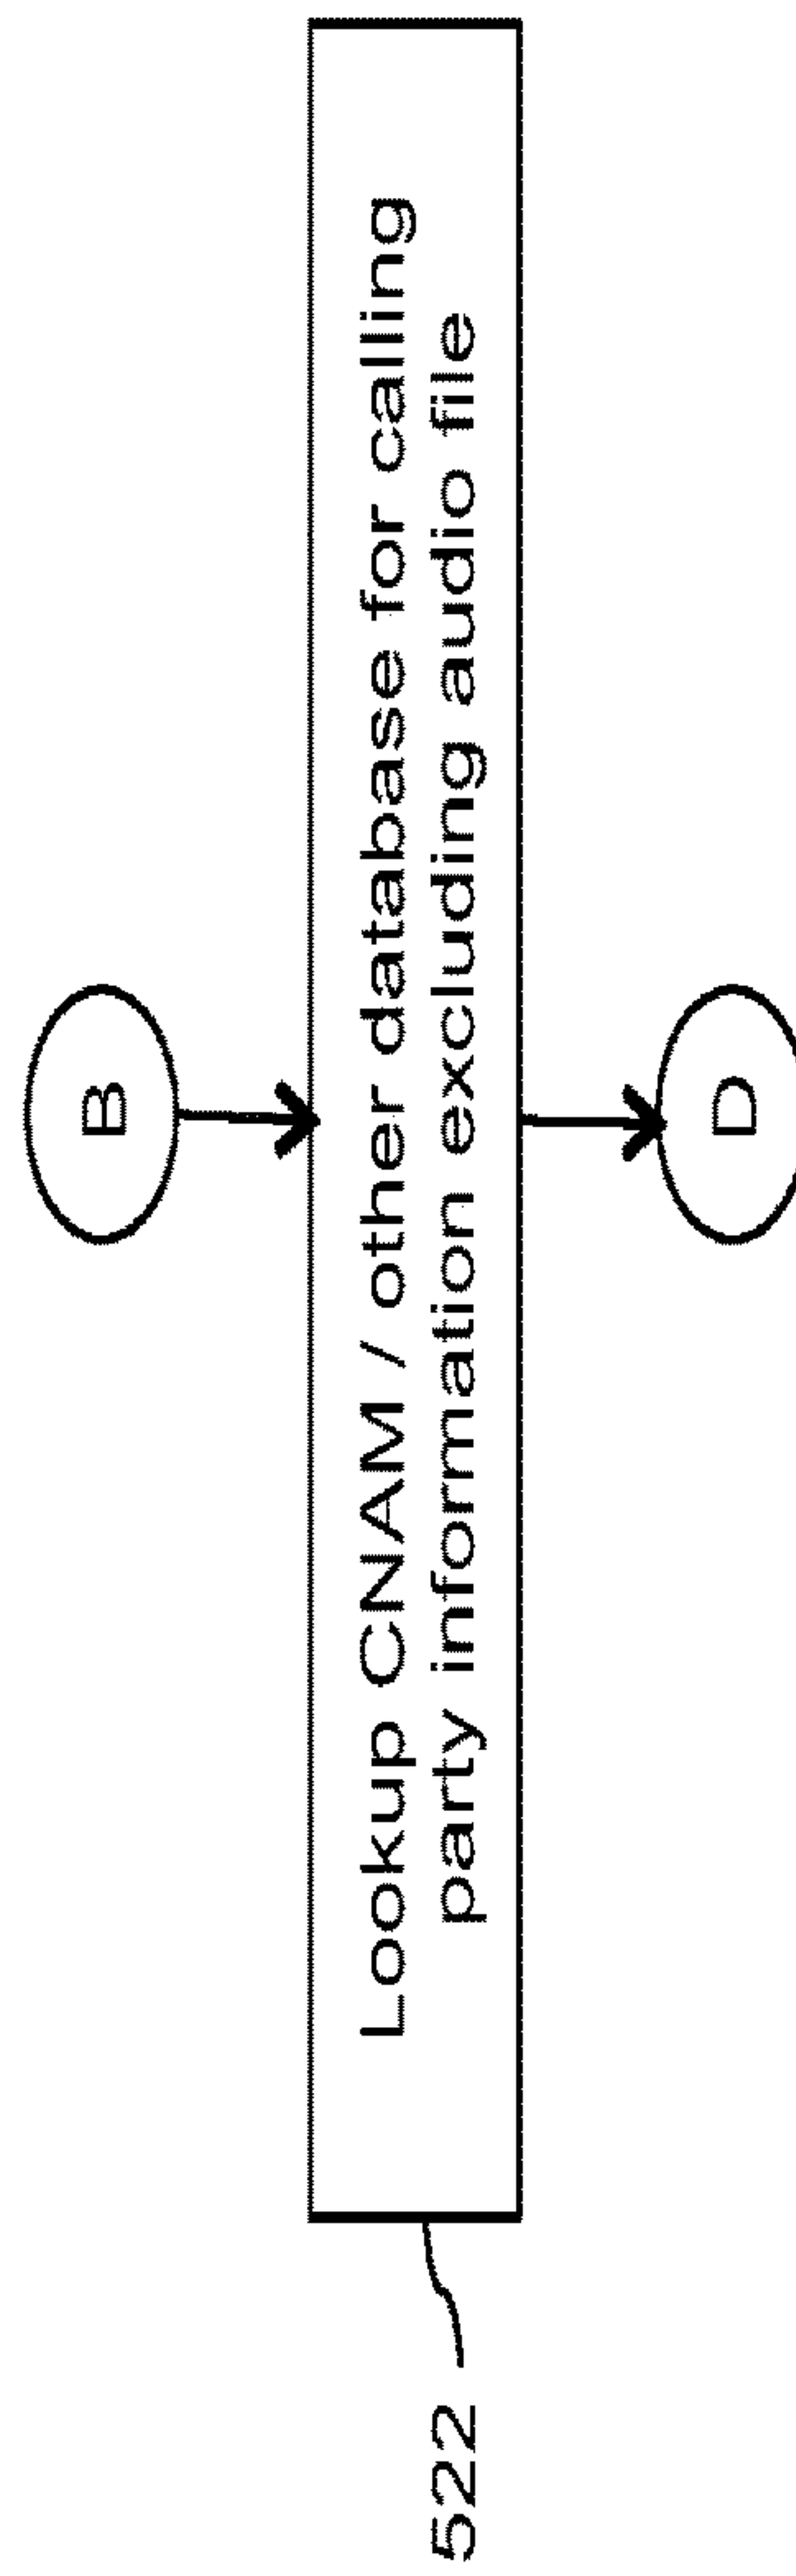 B
Lookup CNAM / other database for calling
party information excluding audio file
522
D